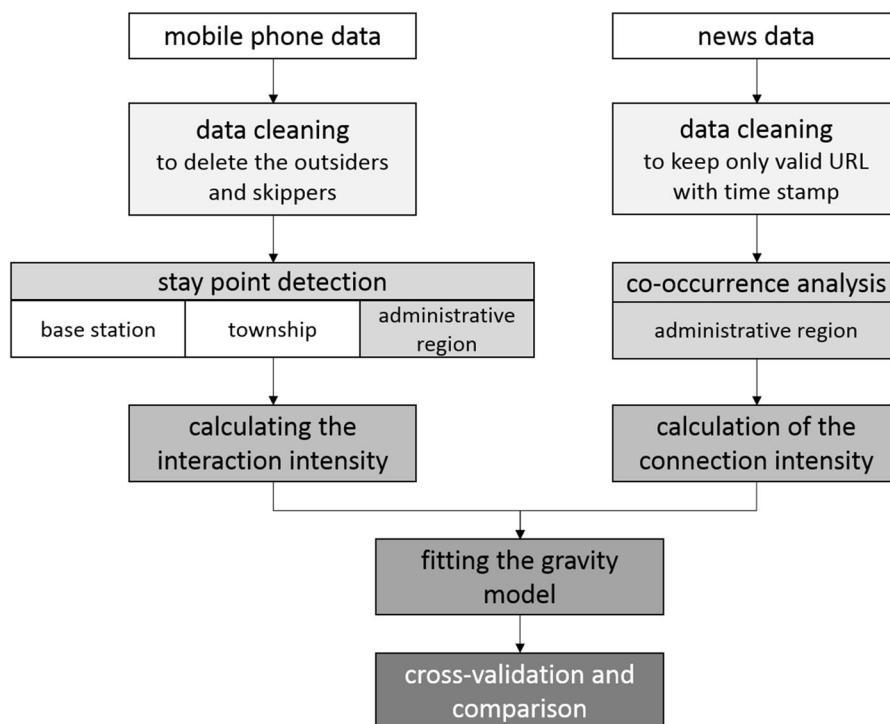 mobile phone data
news data
data cleaning
to delete the outsiders
and skippers
data cleaning
to keep only valid URL
with time stamp
stay point detection
base station
township
administrative
region
co-occurrence analysis
administrative region
calculating the
interaction intensity
calculation of the
connection intensity
fitting the gravity
model
cross-validation and
comparison